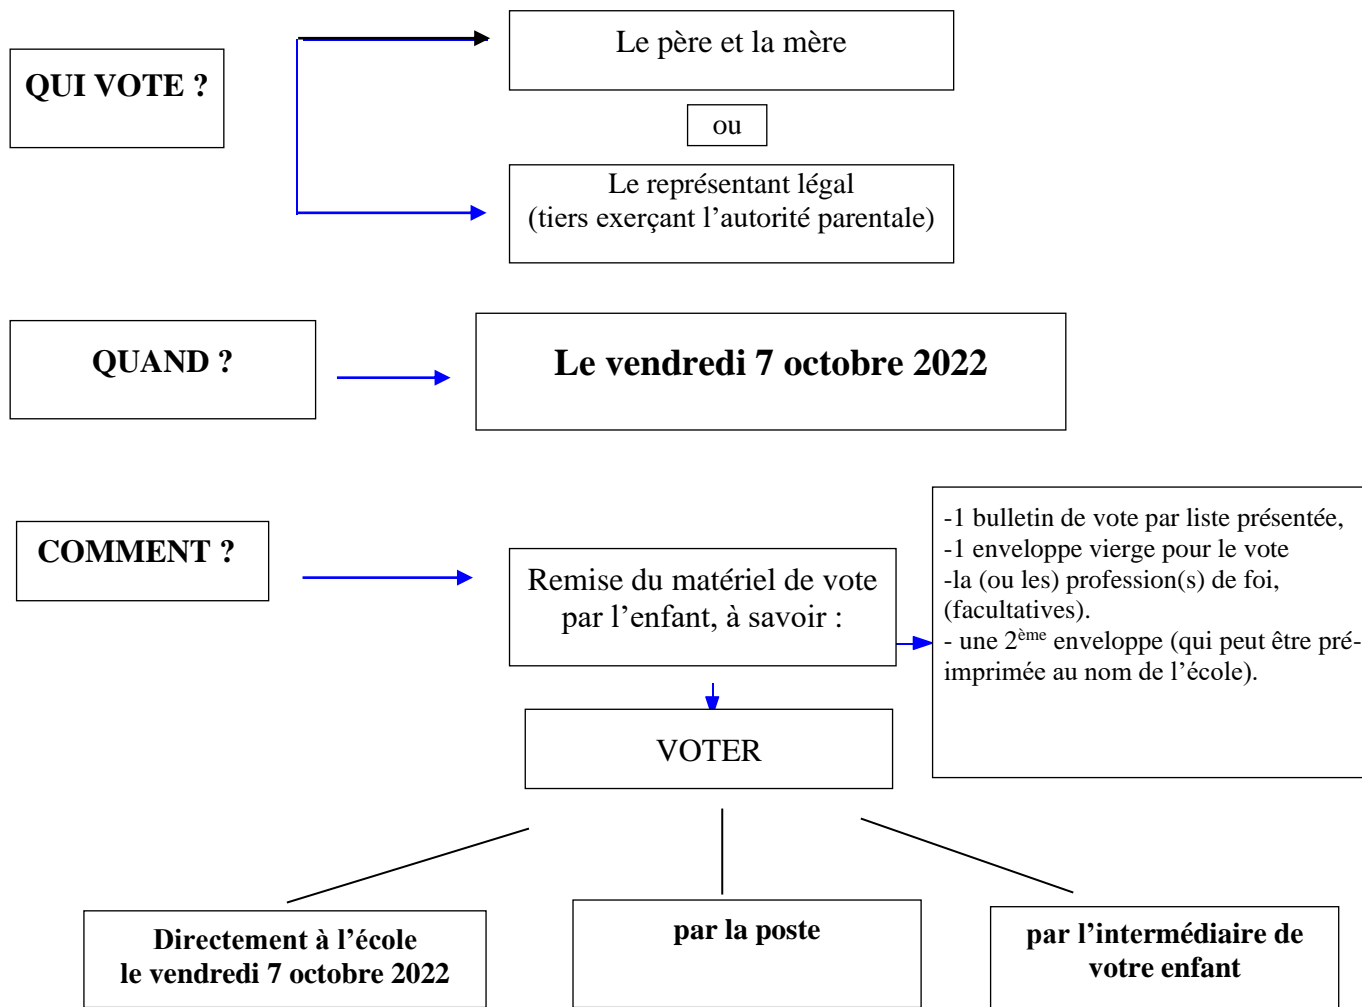 QUI VOTE ?
Le père et la mère
ou
Le représentant légal
(tiers exerçant l’autorité parentale)
QUAND ?
Le vendredi 7 octobre 2022
COMMENT ?
Remise du matériel de vote
par l’enfant, à savoir :
-1 bulletin de vote par liste présentée,
-1 enveloppe vierge pour le vote
-la (ou les) profession(s) de foi,
(facultatives).
- une 2ème enveloppe (qui peut être pré-
imprimée au nom de l’école).
VOTER
Directement à l’école
le vendredi 7 octobre 2022
par la poste
par l’intermédiaire de
votre enfant